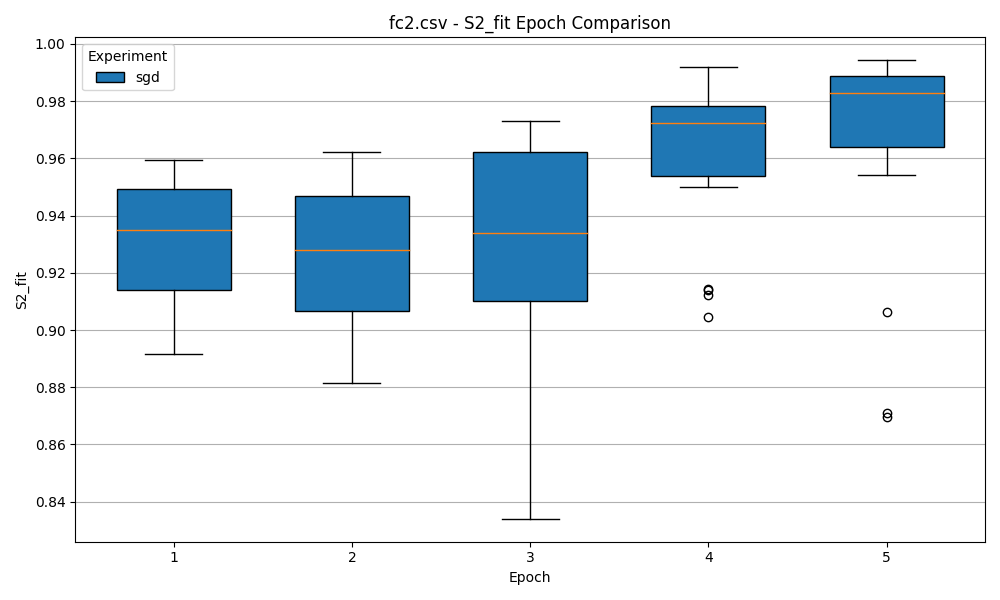 fc2.csv - S2_fit Epoch Comparison
Experiment
sgd
S2_fit
1.00
0.98
0.96
0.94
0.92
0.90
0.88
0.86
0.84
1 2 3 4 5
Epoch